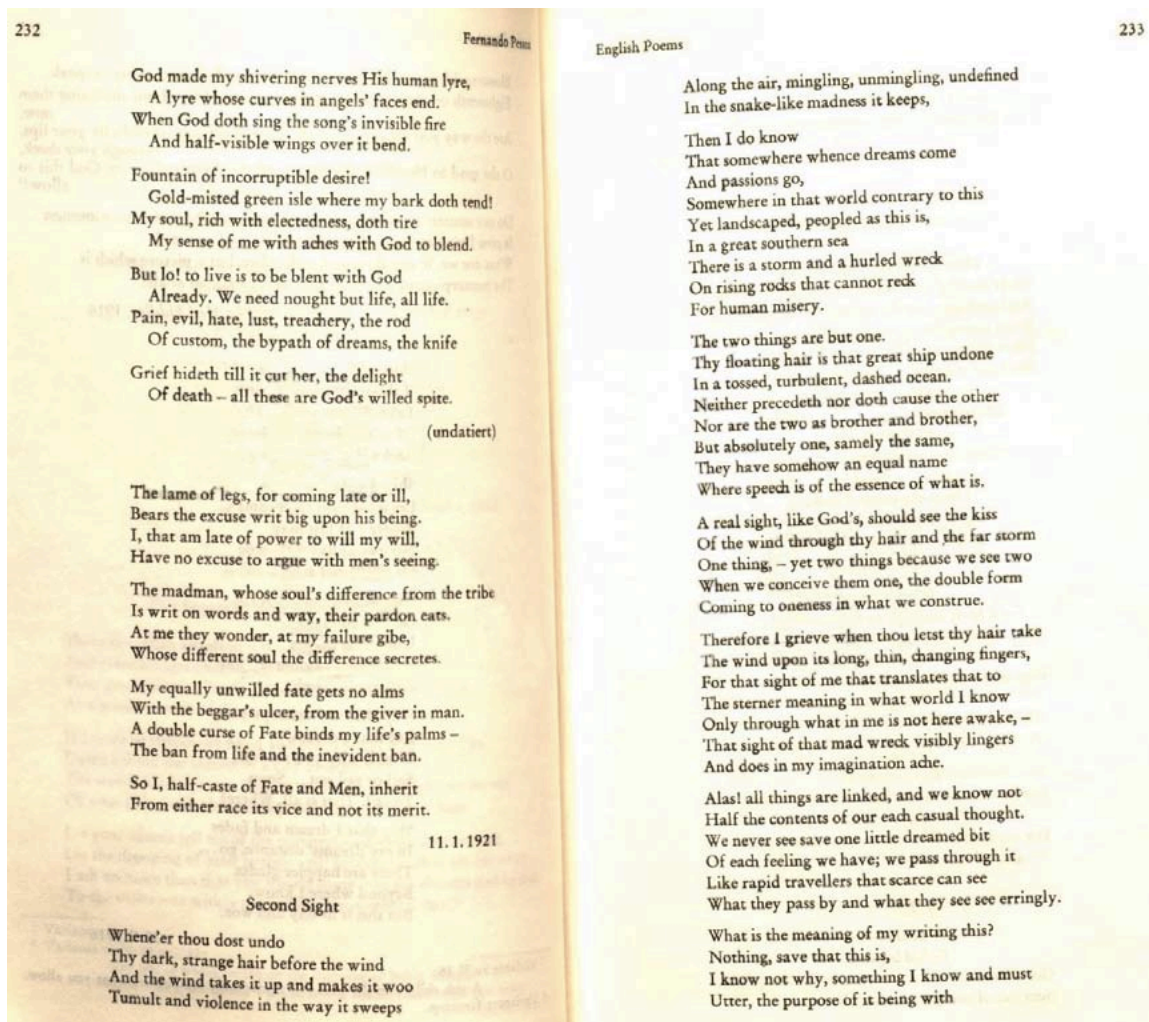 232
Fernando Pessoa
God made my shivering nerves His human lyre,
A lyre whose curves in angels' faces end.
When God doth sing the song's invisible fire
And half-visible wings over it bend.
Fountain of incorruptible desire!
Gold-misted green isle where my bark doth tend!
My soul, rich with electedness, doth tire
My sense of me with aches with God to blend.
But lo! to live is to be blent with God
Already. We need nought but life, all life.
Pain, evil, hate, lust, treachery, the rod
Of custom, the bypath of dreams, the knife
Grief hideth till it cut her, the delight
Of death – all these are God's willed spite.
(undatiert)
The lame of legs, for coming late or ill,
Bears the excuse writ big upon his being.
I, that am late of power to will my will,
Have no excuse to argue with men's seeing.
The madman, whose soul's difference from the tribe
Is writ on words and way, their pardon eats.
At me they wonder, at my failure gibe,
Whose different soul the difference secretes.
My equally unwilled fate gets no alms
With the beggar's ulcer, from the giver in man.
A double curse of Fate binds my life's palms –
The ban from life and the inevident ban.
So I, half-caste of Fate and Men, inherit
From either race its vice and not its merit.
11.1.1921
Second Sight
Whene'er thou dost undo
Thy dark, strange hair before the wind
And the wind takes it up and makes it woo
Tumult and violence in the way it sweeps
English Poems
233
Along the air, mingling, unmingling, undefined
In the snake-like madness it keeps,
Then I do know
That somewhere whence dreams come
And passions go,
Somewhere in that world contrary to this
Yet landscaped, peopled as this is,
In a great southern sea
There is a storm and a hurled wreck
On rising rocks that cannot reck
For human misery.
The two things are but one.
Thy floating hair is that great ship undone
In a tossed, turbulent, dashed ocean.
Neither precedeth nor doth cause the other
Nor are the two as brother and brother,
But absolutely one, samely the same,
They have somehow an equal name
Where speech is of the essence of what is.
A real sight, like God's, should see the kiss
Of the wind through thy hair and the far storm
One thing, – yet two things because we see two
When we conceive them one, the double form
Coming to oneness in what we construe.
Therefore I grieve when thou letst thy hair take
The wind upon its long, thin, changing fingers,
For that sight of me that translates that to
The sterner meaning in what world I know
Only through what in me is not here awake, –
That sight of that mad wreck visibly lingers
And does in my imagination ache.
Alas! all things are linked, and we know not
Half the contents of our each casual thought.
We never see save one little dreamed bit
Of each feeling we have; we pass through it
Like rapid travellers that scarce can see
What they pass by and what they see see erringly.
What is the meaning of my writing this?
Nothing, save that this is,
I know not why, something I know and must
Utter, the purpose of it being with